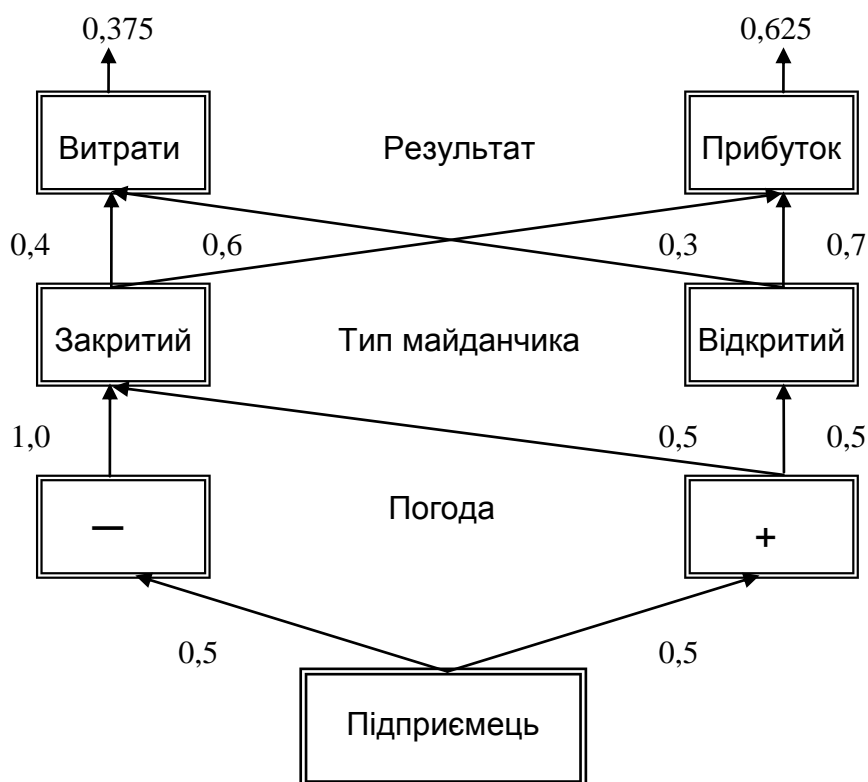 0,375 0,625
Витрати Результат Прибуток
0,4 0,6 0,3 0,7
Закритий Тип майданчика Відкритий
1,0 0,5 0,5
— Погода +
0,5 0,5
Підприємець